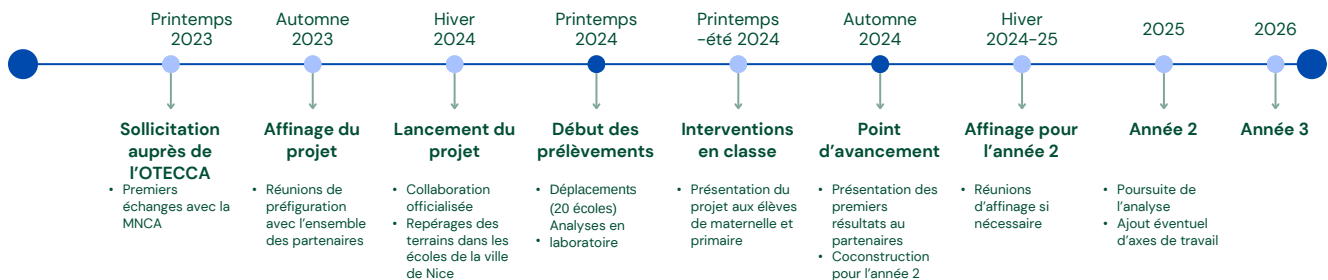 Printemps
2023
Automne
2023
Hiver
2024
Printemps
2024
Printemps
-été 2024
Automne
2024
Hiver
2024-25
2025
2026
Sollicitation
auprès de
l'OTECCA
• Premiers
échanges avec la
MNCA
Affinage du
projet
• Réunions de
préfiguration
avec l'ensemble
des partenaires
Lancement du
projet
• Collaboration
officialisée
• Repérages des
terrains dans les
écoles de la ville
de Nice
Début des
prélèvements
• Déplacements
(20 écoles)
Analyses en
• laboratoire
Interventions
en classe
• Présentation du
projet aux élèves
de maternelle et
primaire
Point
d'avancement
• Présentation des
premiers
résultats au
partenaires
• Coconstruction
pour l'année 2
Affinage pour
l'année 2
• Réunions
d'affinage si
nécessaire
Année 2
• Poursuite de
l'analyse
• Ajout éventuel
d'axes de travail
Année 3